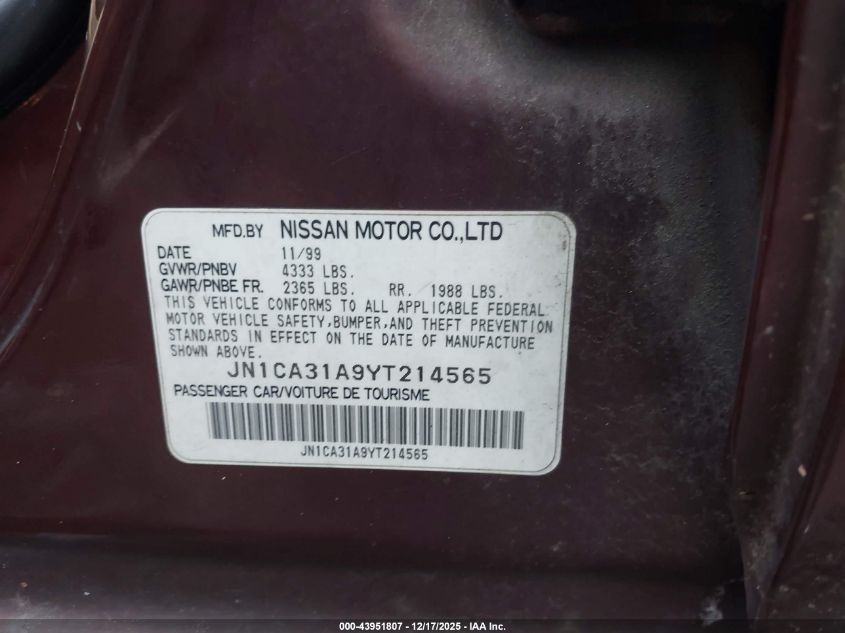 MFD.BY NISSAN MOTOR CO.,LTD
DATE 11/99
GVWR/PNBV 4333 LBS.
GAWR/PNBE FR. 2365 LBS. RR. 1988 LBS.
THIS VEHICLE CONFORMS TO ALL APPLICABLE FEDERAL
MOTOR VEHICLE SAFETY,BUMPER,AND THEFT PREVENTION
STANDARDS IN EFFECT ON THE DATE OF MANUFACTURE
SHOWN ABOVE.
JN1CA31A9YT214565
PASSENGER CAR/VOITURE DE TOURISME
JN1CA31A9YT214565
000-43951807 - 12/17/2025 - IAA Inc.